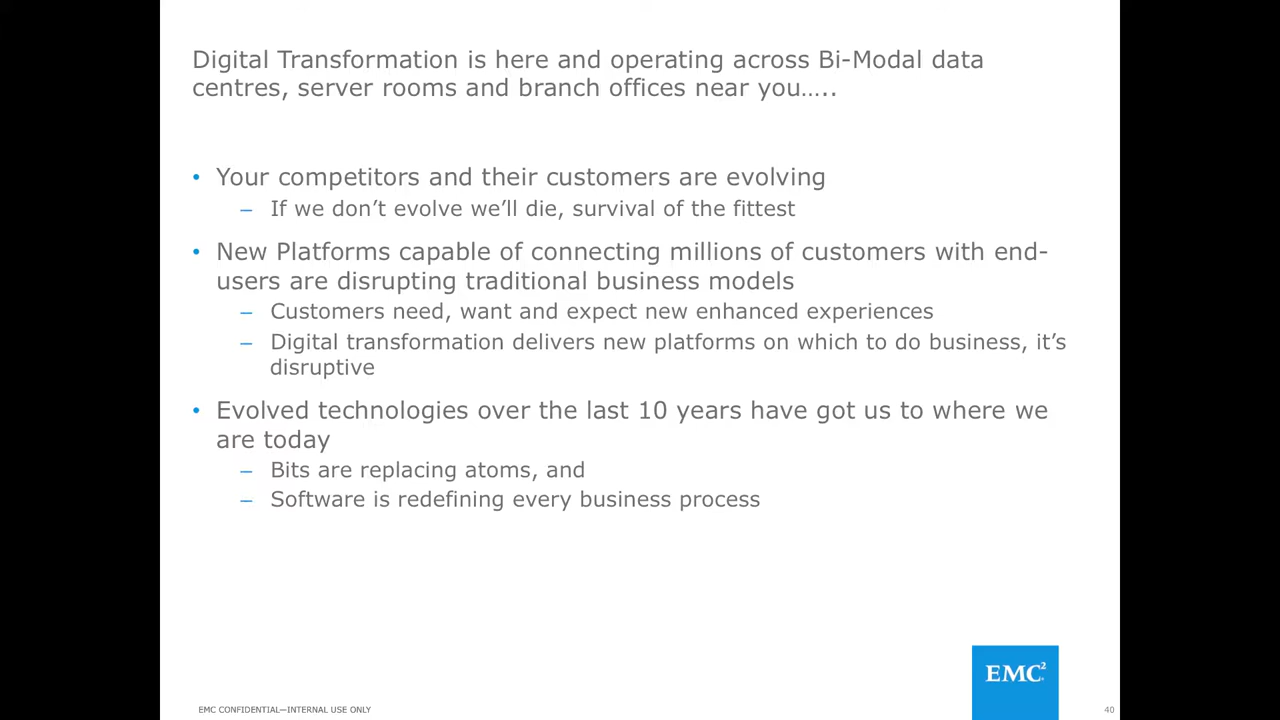 Digital Transformation is here and operating across Bi-Modal data
centres, server rooms and branch offices near you…..
• Your competitors and their customers are evolving
– If we don’t evolve we’ll die, survival of the fittest
• New Platforms capable of connecting millions of customers with end-
users are disrupting traditional business models
– Customers need, want and expect new enhanced experiences
– Digital transformation delivers new platforms on which to do business, it’s
disruptive
• Evolved technologies over the last 10 years have got us to where we
are today
– Bits are replacing atoms, and
– Software is redefining every business process
EMC²
EMC CONFIDENTIAL—INTERNAL USE ONLY
40